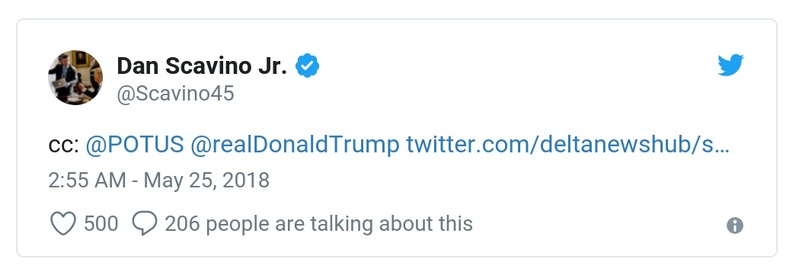 Dan Scavino Jr.
@Scavino45
cc: @POTUS @realDonaldTrump twitter.com/deltanewshub/s...
2:55 AM - May 25, 2018
500 206 people are talking about this